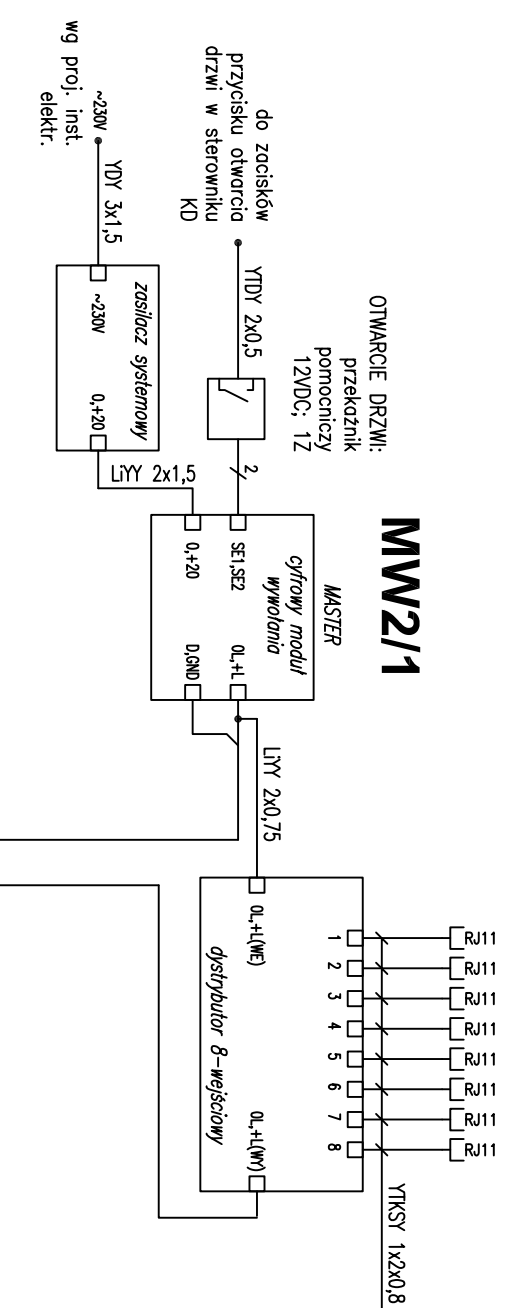 wg proj. inst.
elektr.
~230V
YDY 3x1,5
~230V
0,+20
zasilacz systemowy
do zacisków
przycisku otwarcia
drzwi w sterowniku
KD
YTDY 2x0,5
OTWARCIE DRZWI:
przekaźnik
pomocniczy
12VDC; 1Z
2
LiYY 2x1,5
MW2/1
MASTER
cyfrowy moduł
wywołania
SE1,SE2
0,+20
0L,+L
D,GND
LiYY 2x0,75
0L,+L(WE)
dystrybutor 8-wejściowy
0L,+L(WY)
1
2
3
4
5
6
7
8
RJ11
RJ11
RJ11
RJ11
RJ11
RJ11
RJ11
RJ11
YTKSY 1x2x0,8